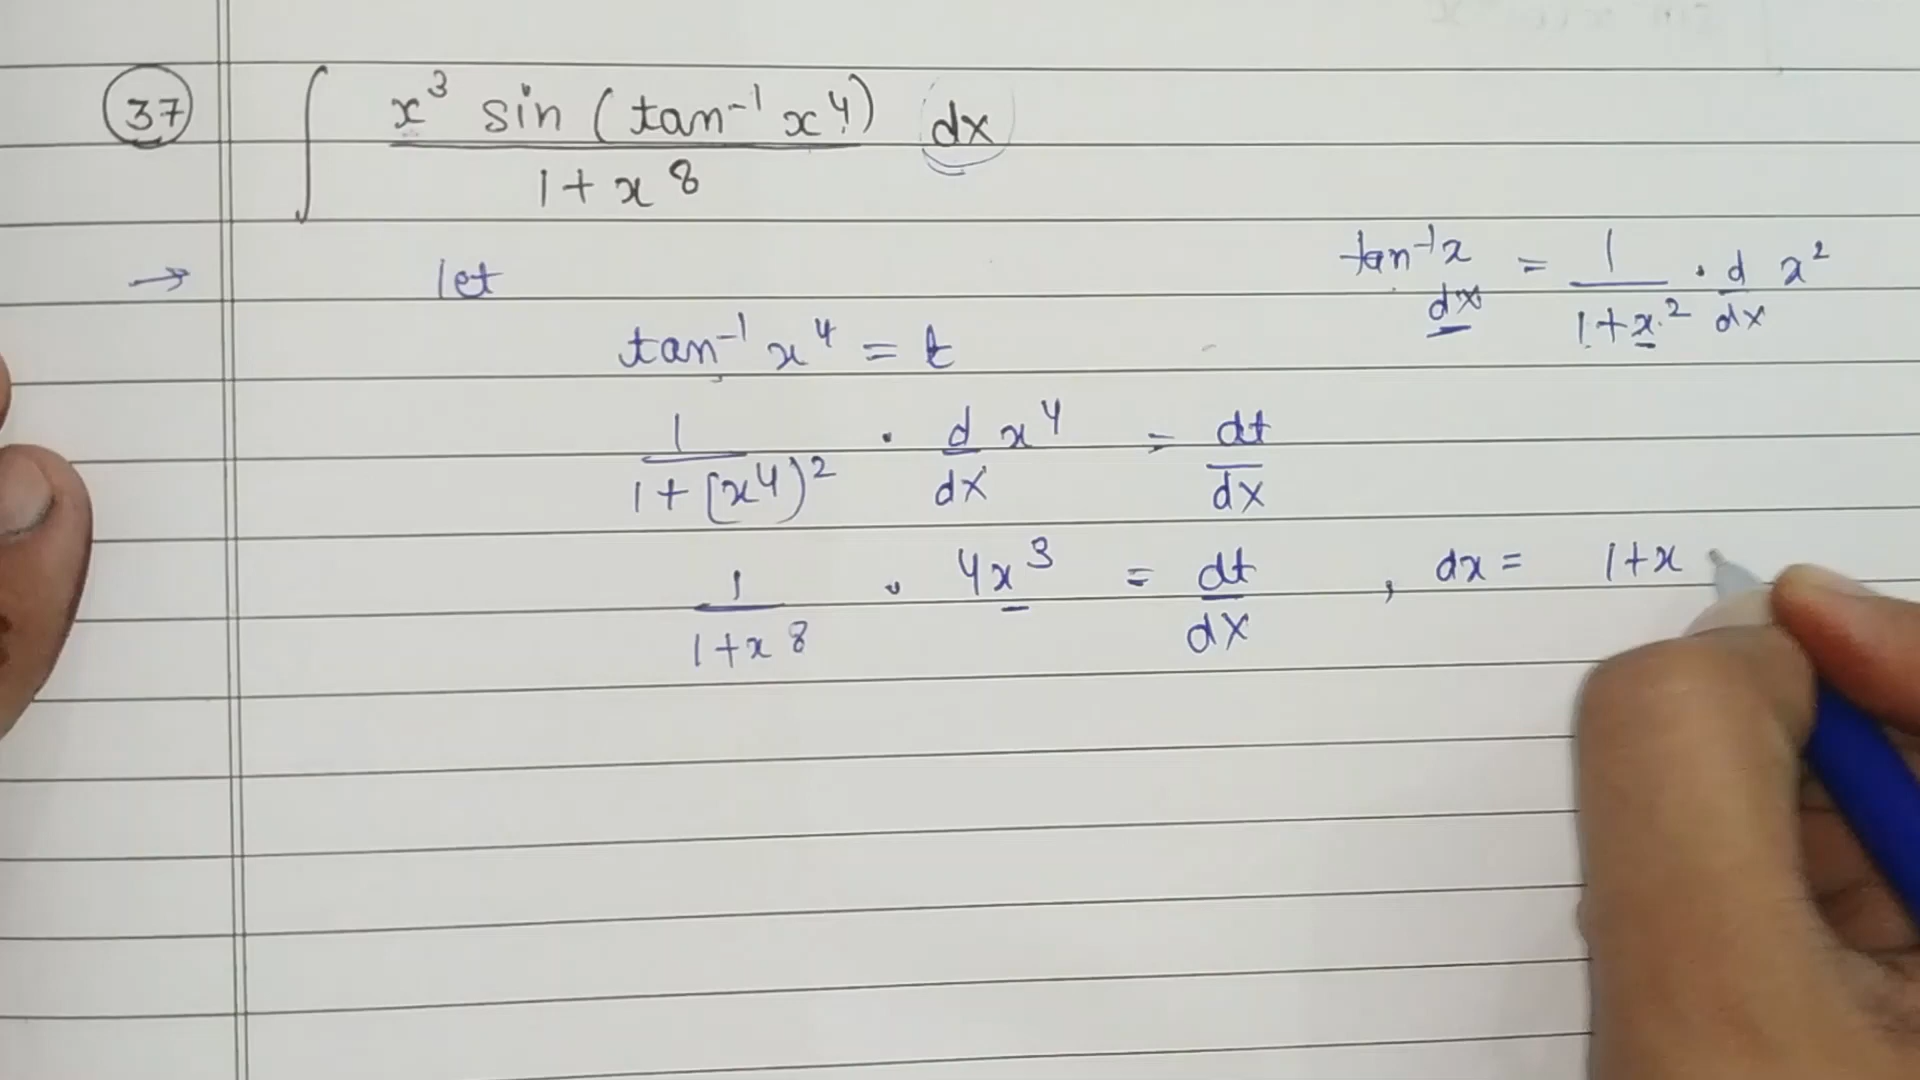 37 ∫ x³ sin (tan⁻¹ x⁴) / 1+x⁸ dx
→ let
tan⁻¹x / dx = 1 / 1+x² . d/dx x²
tan⁻¹ x⁴ = t
1 / 1+(x⁴)² . d/dx x⁴ = dt/dx
1 / 1+x⁸ . 4x³ = dt/dx , dx = 1+x